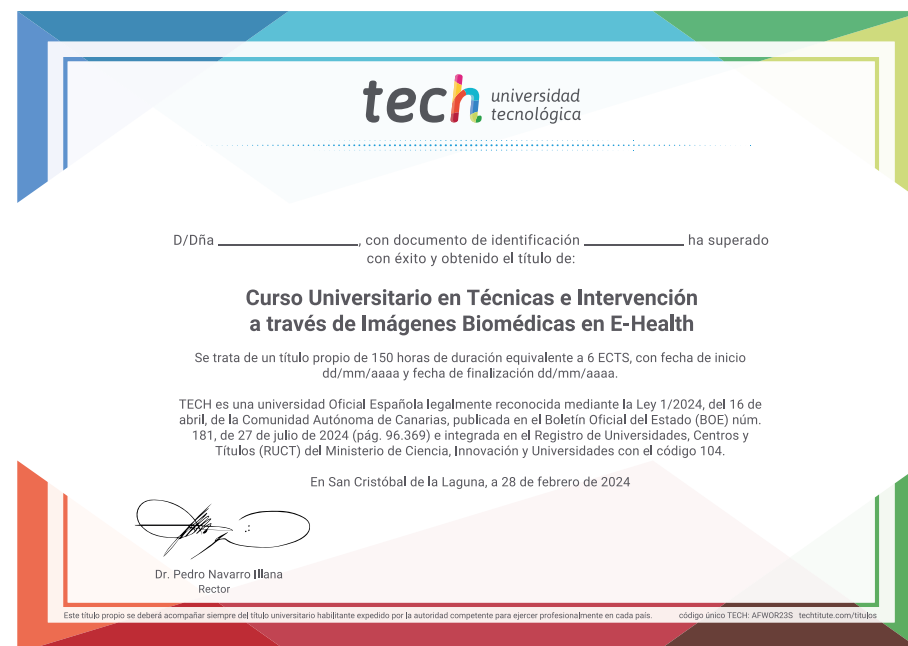 tech universidad
tecnológica
D/Dña ____________________, con documento de identificación ______________ ha superado
con éxito y obtenido el título de:
Curso Universitario en Técnicas e Intervención
a través de Imágenes Biomédicas en E-Health
Se trata de un título propio de 150 horas de duración equivalente a 6 ECTS, con fecha de inicio
dd/mm/aaaa y fecha de finalización dd/mm/aaaa.
TECH es una universidad Oficial Española legalmente reconocida mediante la Ley 1/2024, del 16 de
abril, de la Comunidad Autónoma de Canarias, publicada en el Boletín Oficial del Estado (BOE) núm.
181, de 27 de julio de 2024 (pág. 96.369) e integrada en el Registro de Universidades, Centros y
Títulos (RUCT) del Ministerio de Ciencia, Innovación y Universidades con el código 104.
En San Cristóbal de la Laguna, a 28 de febrero de 2024
Dr. Pedro Navarro Illana
Rector
Este título propio se deberá acompañar siempre del título universitario habilitante expedido por la autoridad competente para ejercer profesionalmente en cada país. código único TECH: AFWOR23S techtitute.com/titulos